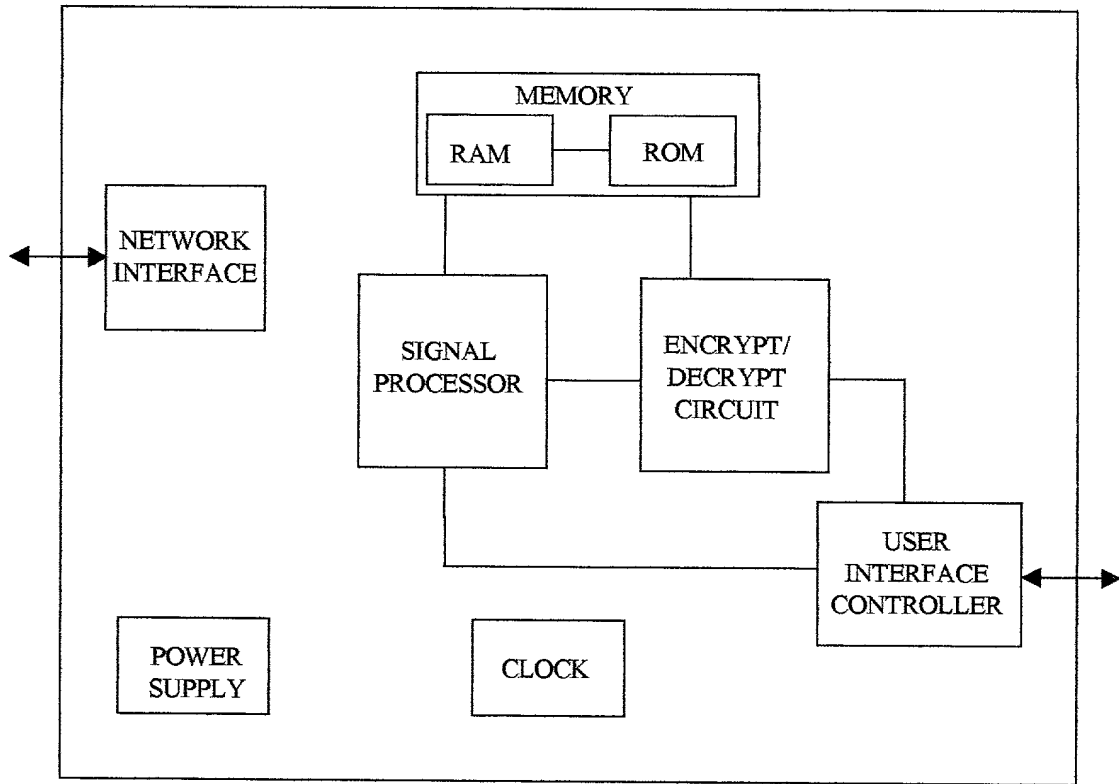 MEMORY
RAM
ROM
NETWORK
INTERFACE
SIGNAL
PROCESSOR
ENCRYPT/
DECRYPT
CIRCUIT
USER
INTERFACE
CONTROLLER
POWER
SUPPLY
CLOCK